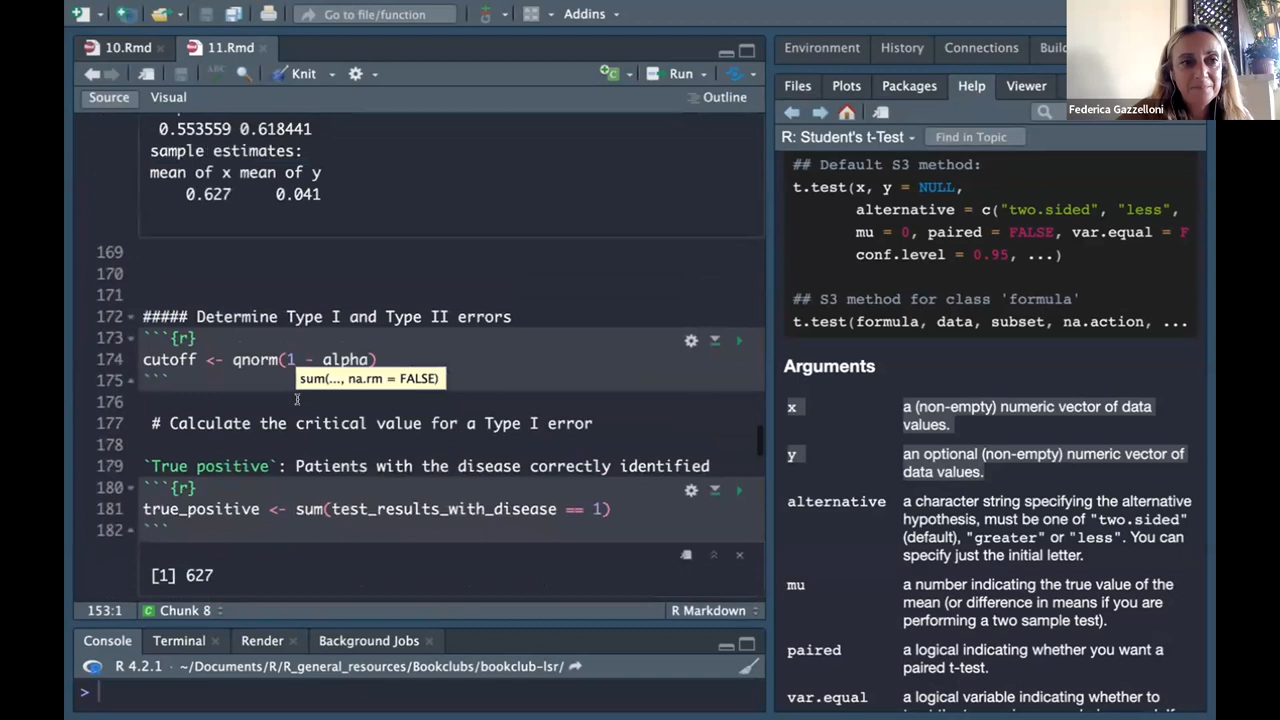 Go to file/function
Addins
10.Rmd
11.Rmd
Knit
Run
Source
Visual
Outline
0.553559 0.618441
sample estimates:
mean of x mean of y
0.627 0.041
169
170
171
172 ##### Determine Type I and Type II errors
173 ```{r}
174 cutoff <- qnorm(1 - alpha)
175 ```
sum(..., na.rm = FALSE)
176
177 # Calculate the critical value for a Type I error
178
179 `True positive`: Patients with the disease correctly identified
180 ```{r}
181 true_positive <- sum(test_results_with_disease == 1)
182 ```
[1] 627
153:1 Chunk 8 R Markdown
Console Terminal Render Background Jobs
R 4.2.1 · ~/Documents/R/R_general_resources/Bookclubs/bookclub-lsr/
>
Environment History Connections
Files Plots Packages Help Viewer
Federica Gazzelloni
R: Student's t-Test Find in Topic
## Default S3 method:
t.test(x, y = NULL,
alternative = c("two.sided", "less",
mu = 0, paired = FALSE, var.equal = F
conf.level = 0.95, ...)
## S3 method for class 'formula'
t.test(formula, data, subset, na.action, ...
Arguments
x a (non-empty) numeric vector of data
values.
y an optional (non-empty) numeric vector of
data values.
alternative a character string specifying the alternative
hypothesis, must be one of "two.sided"
(default), "greater" or "less". You can
specify just the initial letter.
mu a number indicating the true value of the
mean (or difference in means if you are
performing a two sample test).
paired a logical indicating whether you want a
paired t-test.
var.equal a logical variable indicating whether to